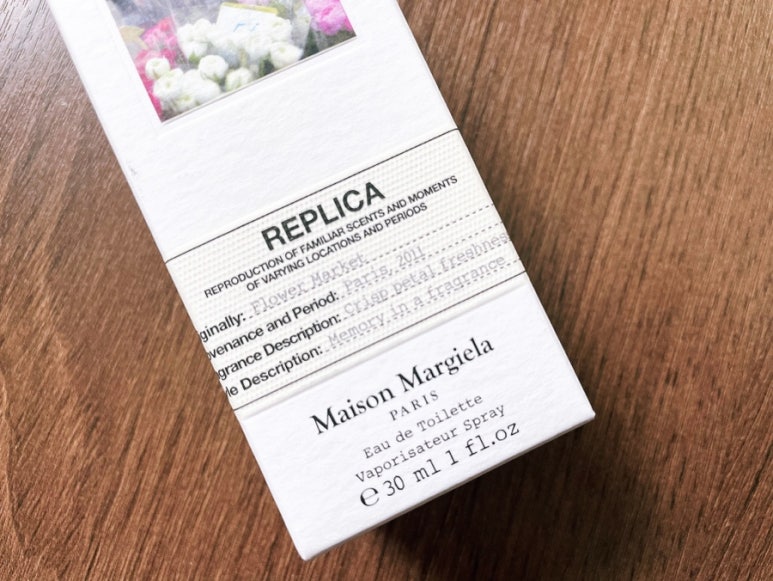 REPLICA
REPRODUCTION OF FAMILIAR SCENTS AND MOMENTS
OF VARYING LOCATIONS AND PERIODS
ginally: Flower Market
venance and Period: Paris, 2011
grance Description: Crisp petal freshness
le Description: Memory in a fragrance
Maison Margiela
PARIS
Eau de Toilette
Vaporisateur Spray
℮ 30 ml 1 fl.oz